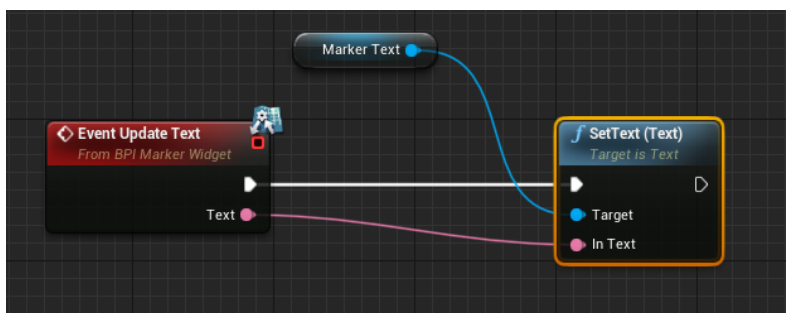 Marker Text
Event Update Text
From BPI Marker Widget
Text
f SetText (Text)
Target is Text
Target
In Text